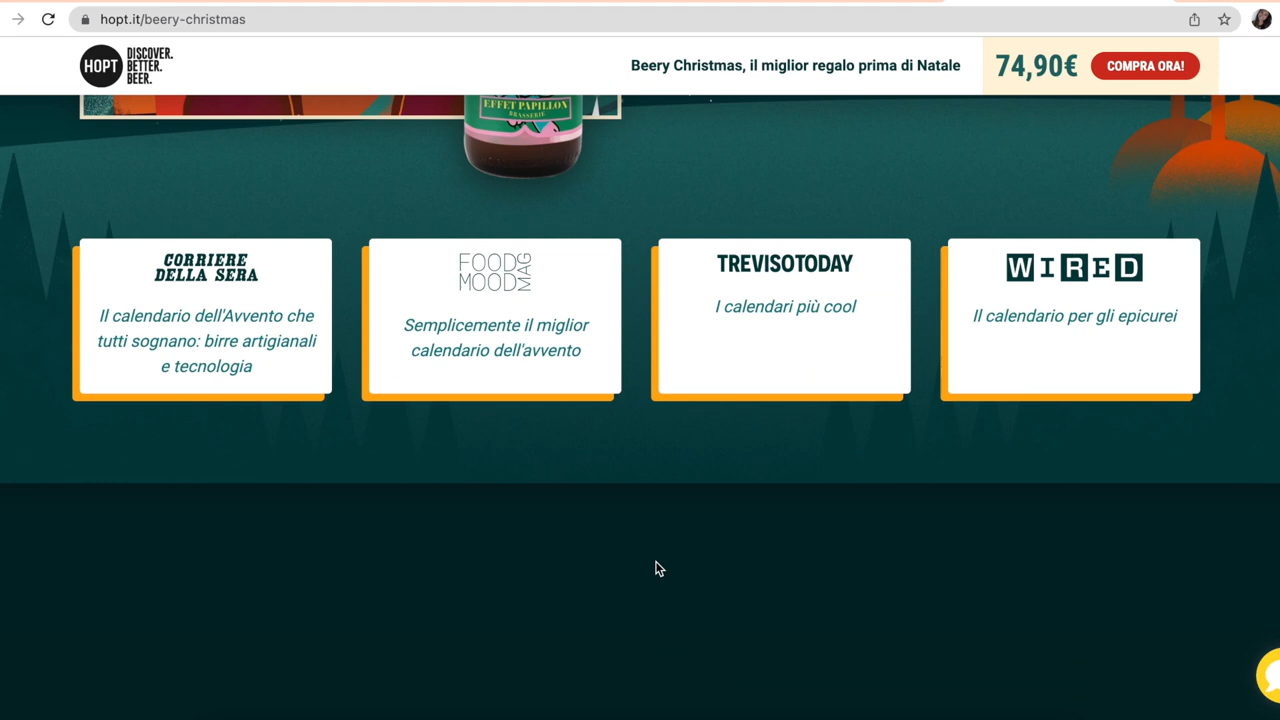 hopt.it/beery-christmas
HOPT
DISCOVER.
BETTER.
BEER.
Beery Christmas, il miglior regalo prima di Natale
74,90€
COMPRA ORA!
EFFET PAPILLON
BRASSERIE
CORRIERE
DELLA SERA
Il calendario dell'Avvento che
tutti sognano: birre artigianali
e tecnologia
FOOD
MOOD
MAG
Semplicemente il miglior
calendario dell'avvento
TREVISOTODAY
I calendari più cool
WIRED
Il calendario per gli epicurei